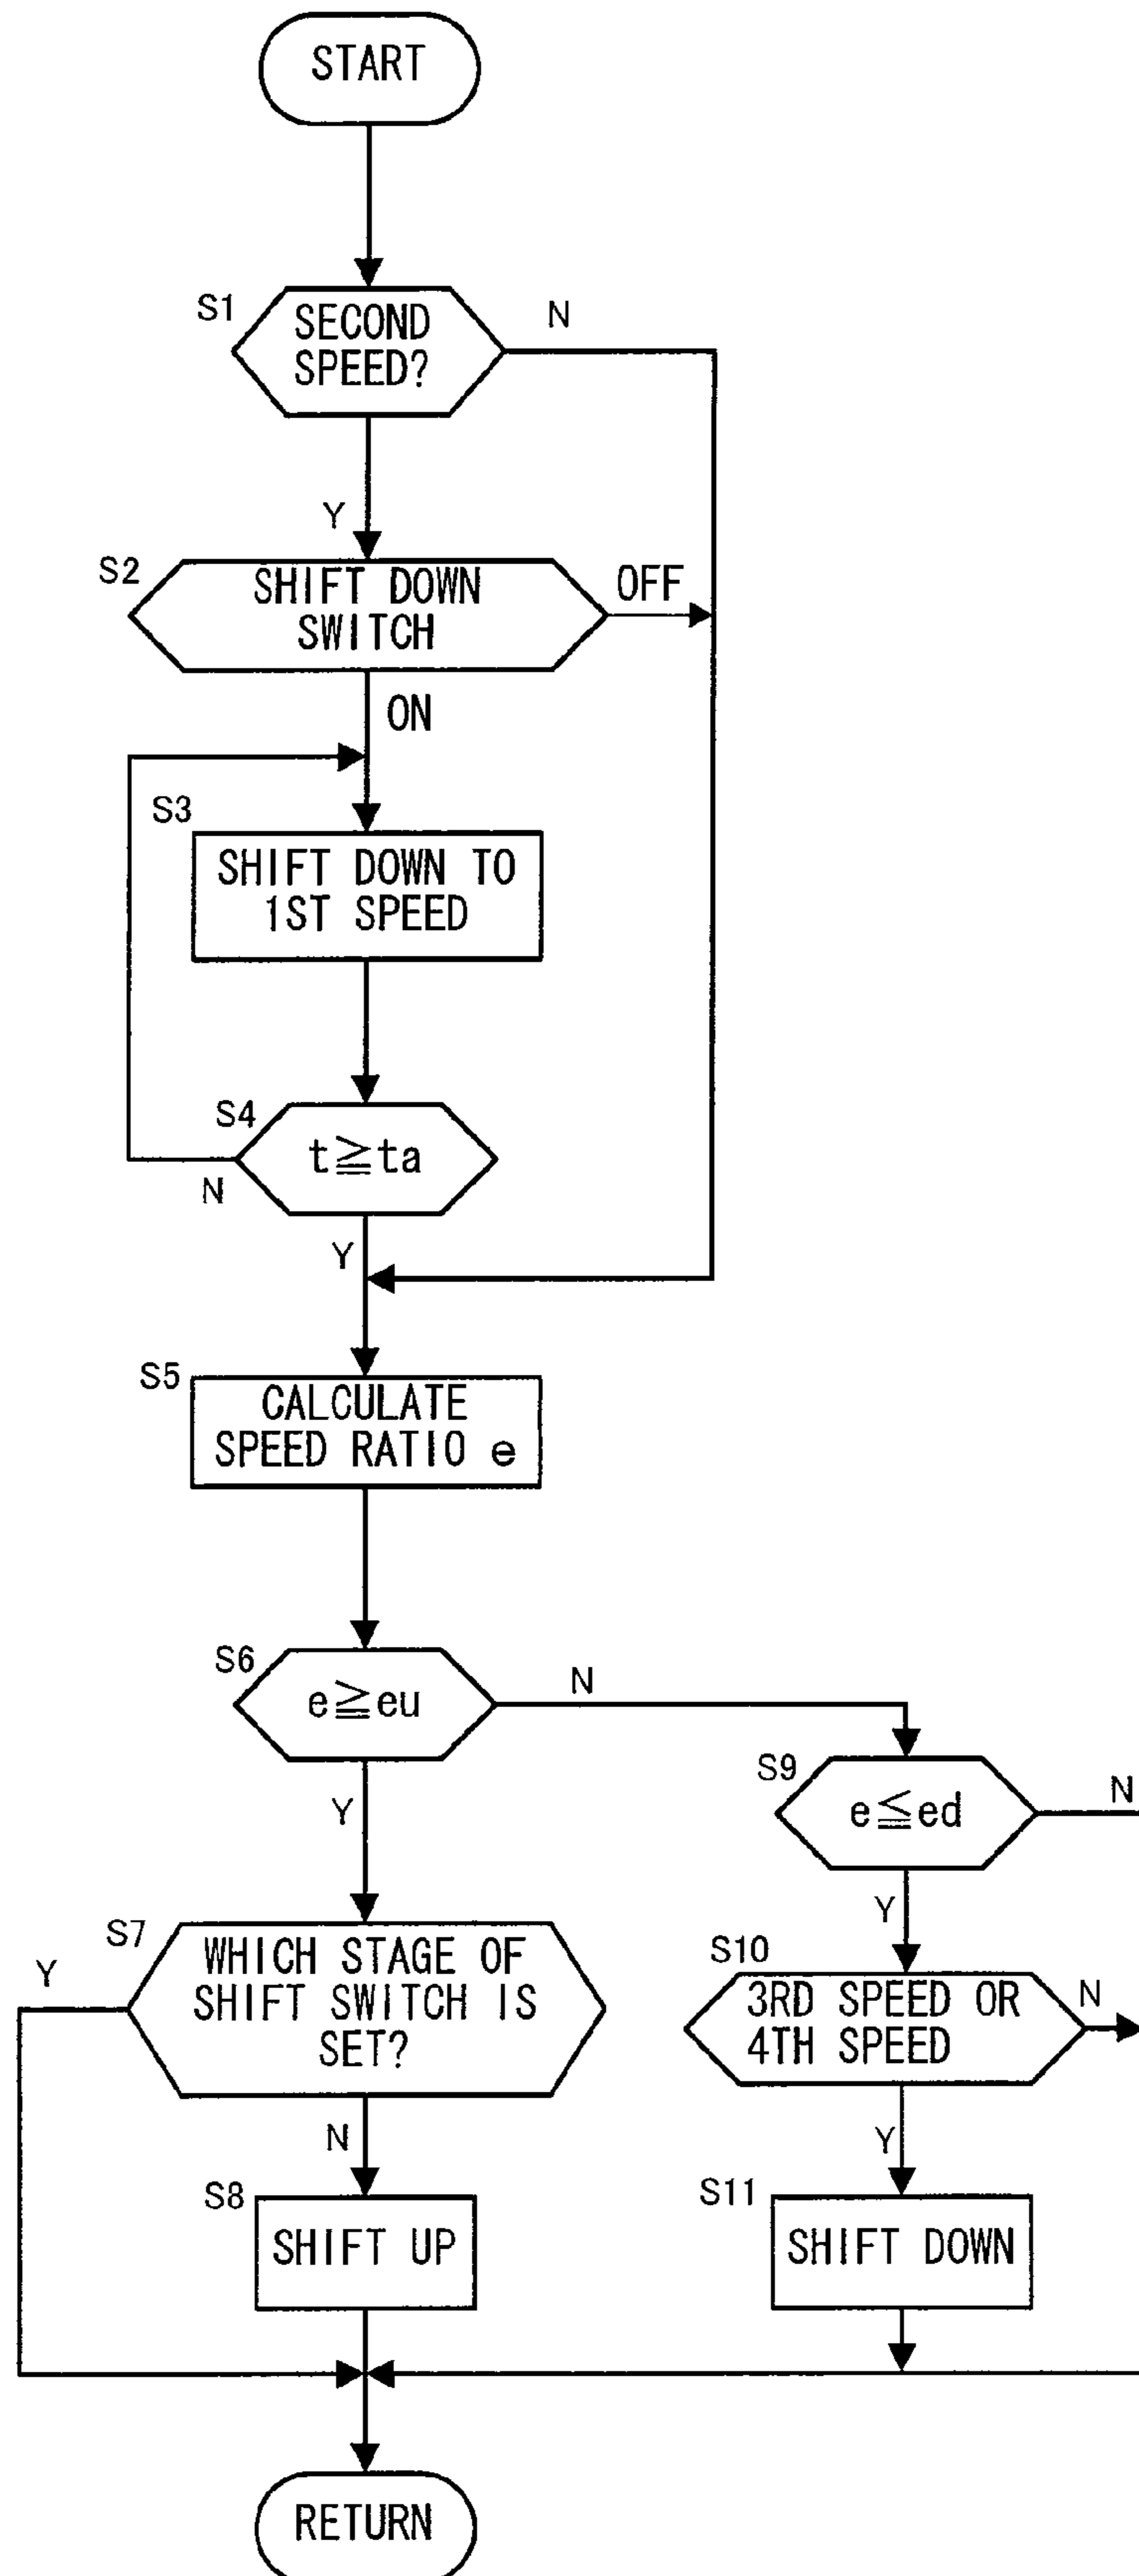 START
S1
SECOND
SPEED?
N
Y
S2
SHIFT DOWN
SWITCH
OFF
ON
S3
SHIFT DOWN TO
1ST SPEED
S4
t≧ta
N
Y
S5
CALCULATE
SPEED RATIO e
S6
e≧eu
N
Y
S9
e≦ed
N
Y
S7
WHICH STAGE OF
SHIFT SWITCH IS
SET?
Y
N
S10
3RD SPEED OR
4TH SPEED
N
Y
S8
SHIFT UP
S11
SHIFT DOWN
RETURN